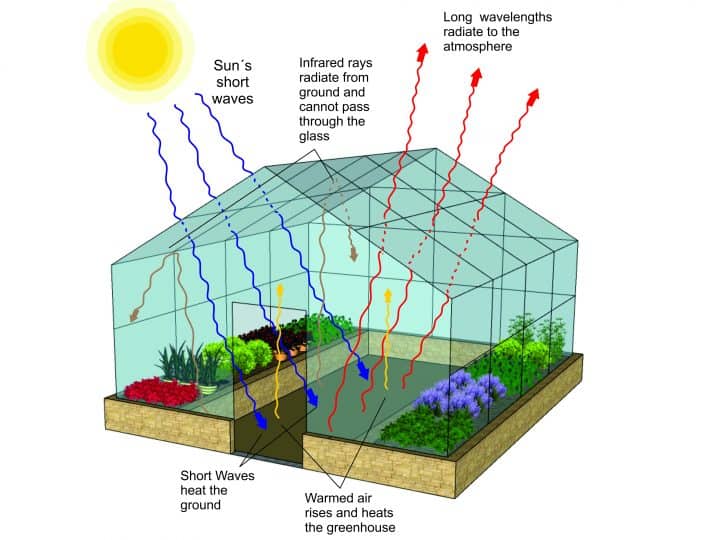 Sun´s
short
waves
Infrared rays
radiate from
ground and
cannot pass
through the
glass
Long wavelengths
radiate to the
atmosphere
Short Waves
heat the
ground
Warmed air
rises and heats
the greenhouse